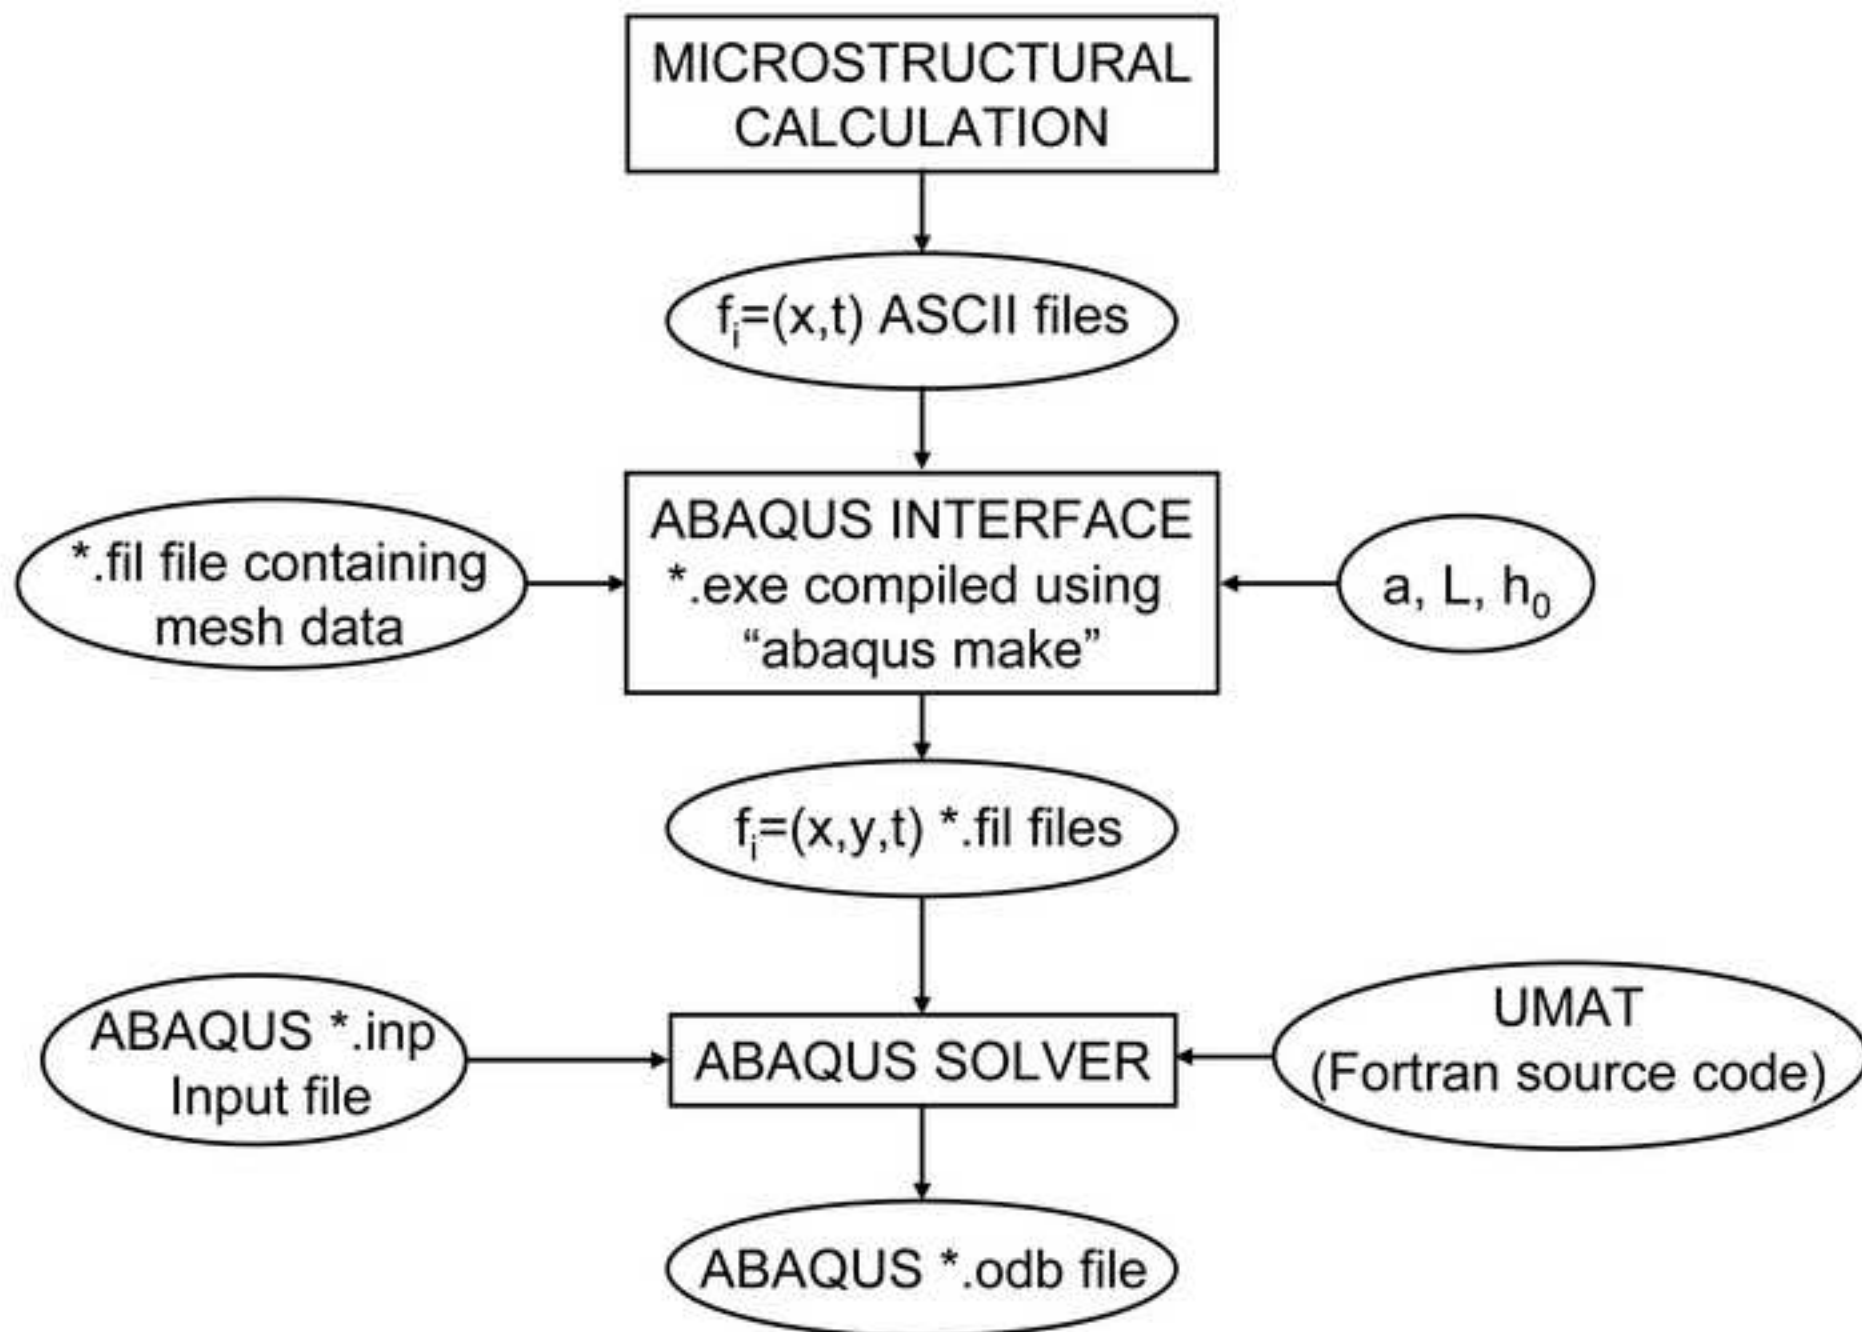 MICROSTRUCTURAL
CALCULATION
fᵢ=(x,t) ASCII files
*.fil file containing
mesh data
ABAQUS INTERFACE
*.exe compiled using
“abaqus make”
a, L, h₀
fᵢ=(x,y,t) *.fil files
ABAQUS *.inp
Input file
ABAQUS SOLVER
UMAT
(Fortran source code)
ABAQUS *.odb file